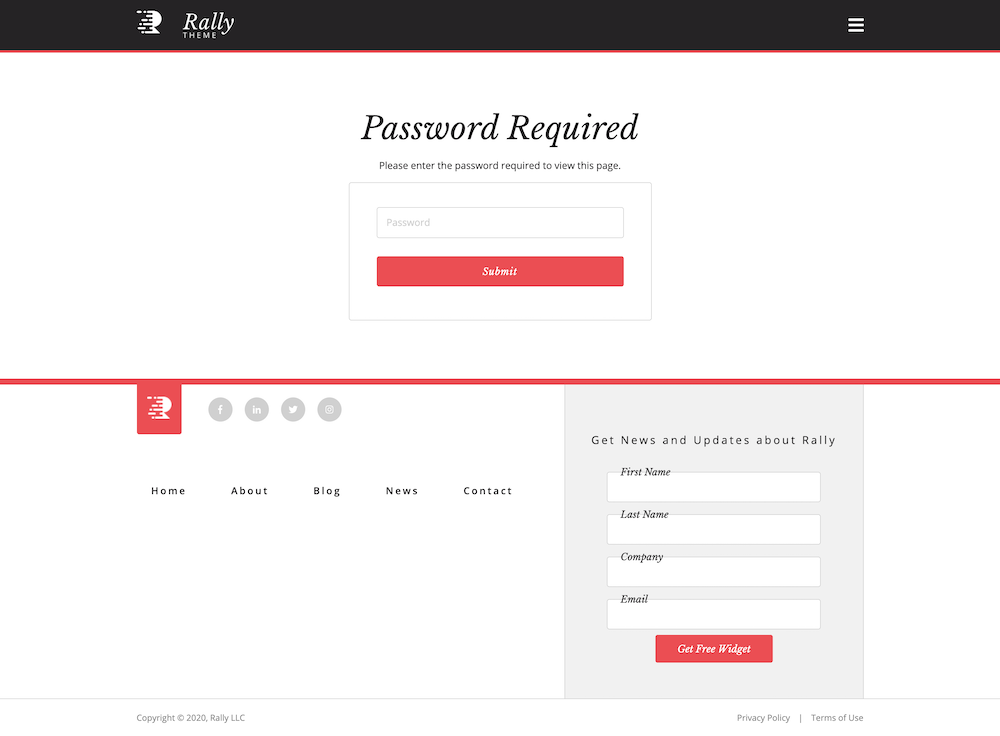 Rally
THEME
Password Required
Please enter the password required to view this page.
Password
Submit
Home About Blog News Contact
Get News and Updates about Rally
First Name
Last Name
Company
Email
Get Free Widget
Copyright © 2020, Rally LLC
Privacy Policy | Terms of Use